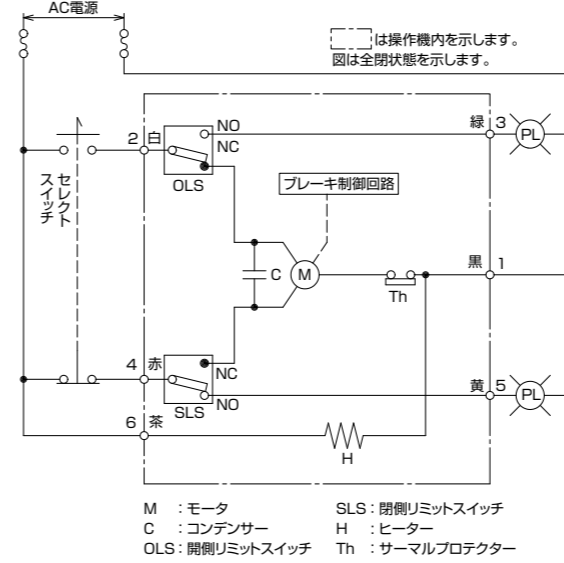 AC電源
は操作機内を示します。
図は全閉状態を示します。
NO
緑 3 PL
2 白
NC
OLS
ブレーキ制御回路
セレクト
スイッチ
C
M
黒 1
Th
4 赤
NC
NO
SLS
黄 5 PL
6 茶
H
M :モータ
C :コンデンサー
OLS:開側リミットスイッチ
SLS:閉側リミットスイッチ
H :ヒーター
Th :サーマルプロテクター